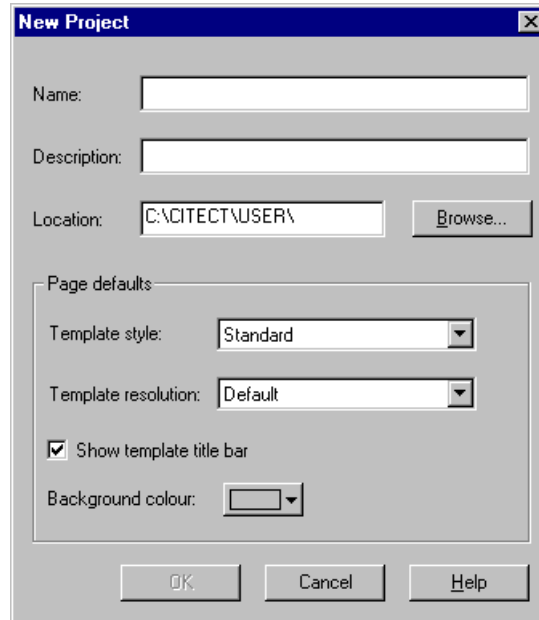 New Project
Name:
Description:
Location: C:\CITECT\USER\ Browse...
Page defaults
Template style: Standard
Template resolution: Default
Show template title bar
Background colour:
OK Cancel Help